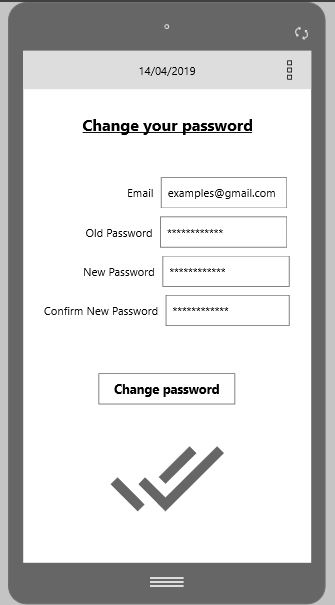 14/04/2019
Change your password
Email examples@gmail.com
Old Password ************
New Password ************
Confirm New Password ************
Change password